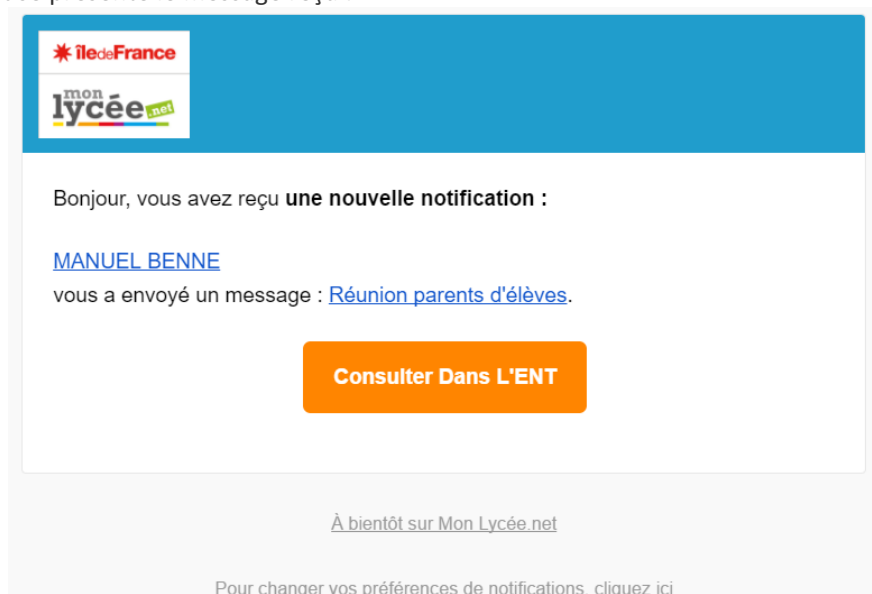 îledeFrance
mon
lycée.net
Bonjour, vous avez reçu une nouvelle notification :
MANUEL BENNE
vous a envoyé un message : Réunion parents d'élèves.
Consulter Dans L'ENT
À bientôt sur Mon Lycée.net
Pour changer vos préférences de notifications, cliquez ici